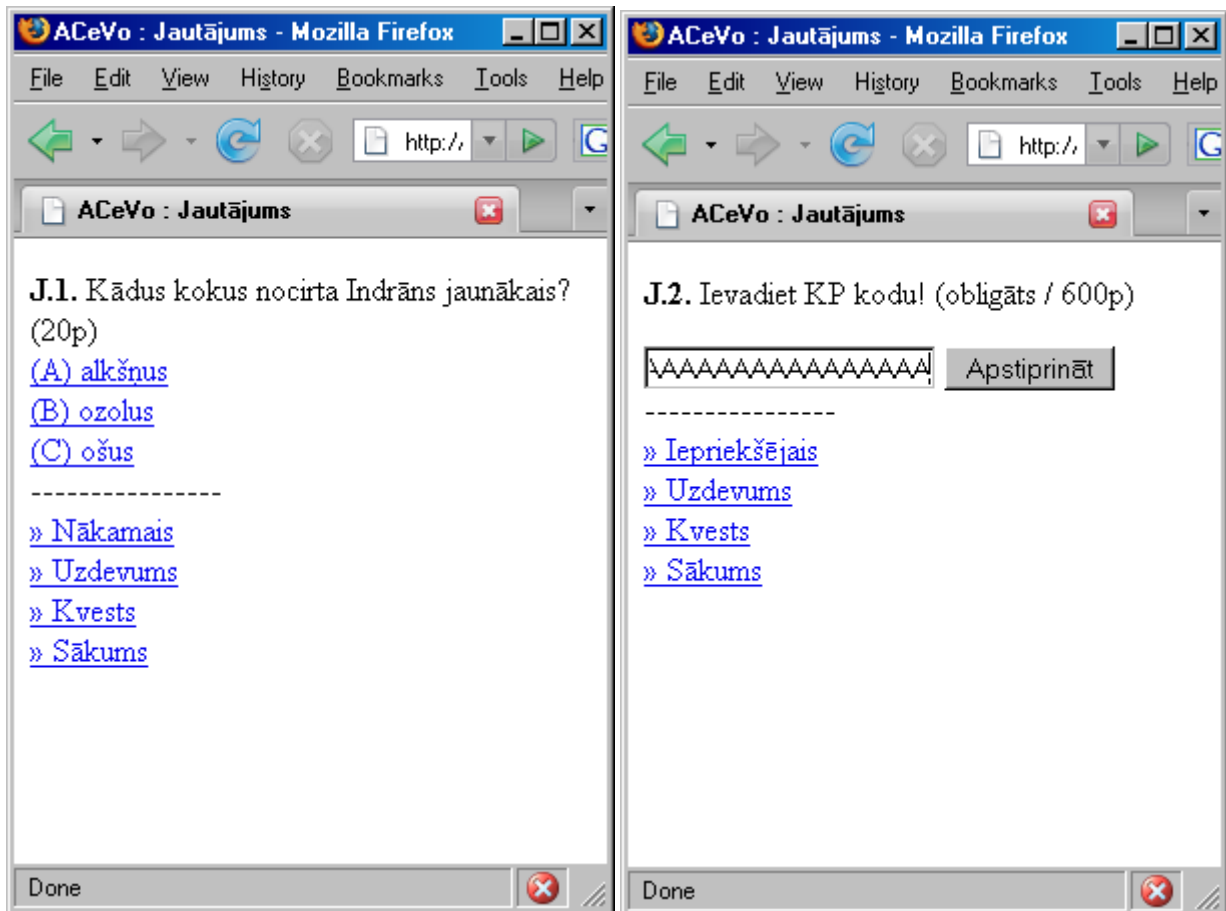 ACeVo : Jautājums - Mozilla Firefox
File Edit View History Bookmarks Tools Help
http:/
G
ACeVo : Jautājums
J.1. Kādus kokus nocirta Indrāns jaunākais?
(20p)
(A) alkšņus
(B) ozolus
(C) ošus
----------------
» Nākamais
» Uzdevums
» Kvests
» Sākums
Done
ACeVo : Jautājums - Mozilla Firefox
File Edit View History Bookmarks Tools Help
http:/
G
ACeVo : Jautājums
J.2. Ievadiet KP kodu! (obligāts / 600p)
AAAAAAAAAAAAAAA Apstiprināt
----------------
» Iepriekšējais
» Uzdevums
» Kvests
» Sākums
Done